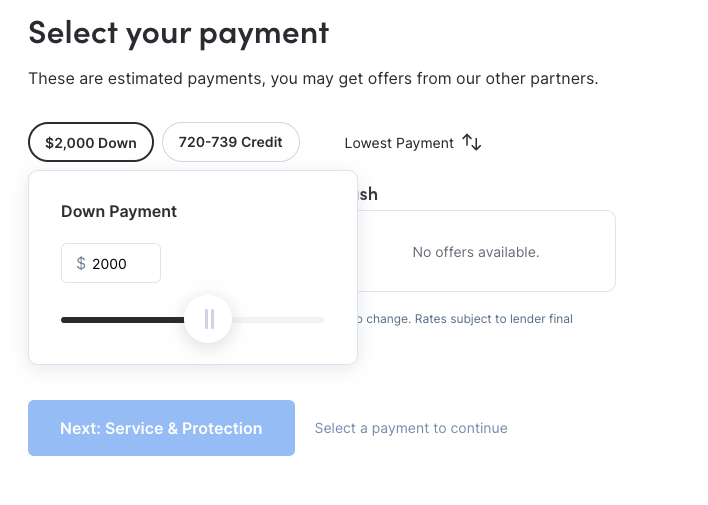 Select your payment
These are estimated payments, you may get offers from our other partners.
$2,000 Down
720-739 Credit
Lowest Payment
Down Payment
$ 2000
No offers available.
change. Rates subject to lender final
Next: Service & Protection
Select a payment to continue